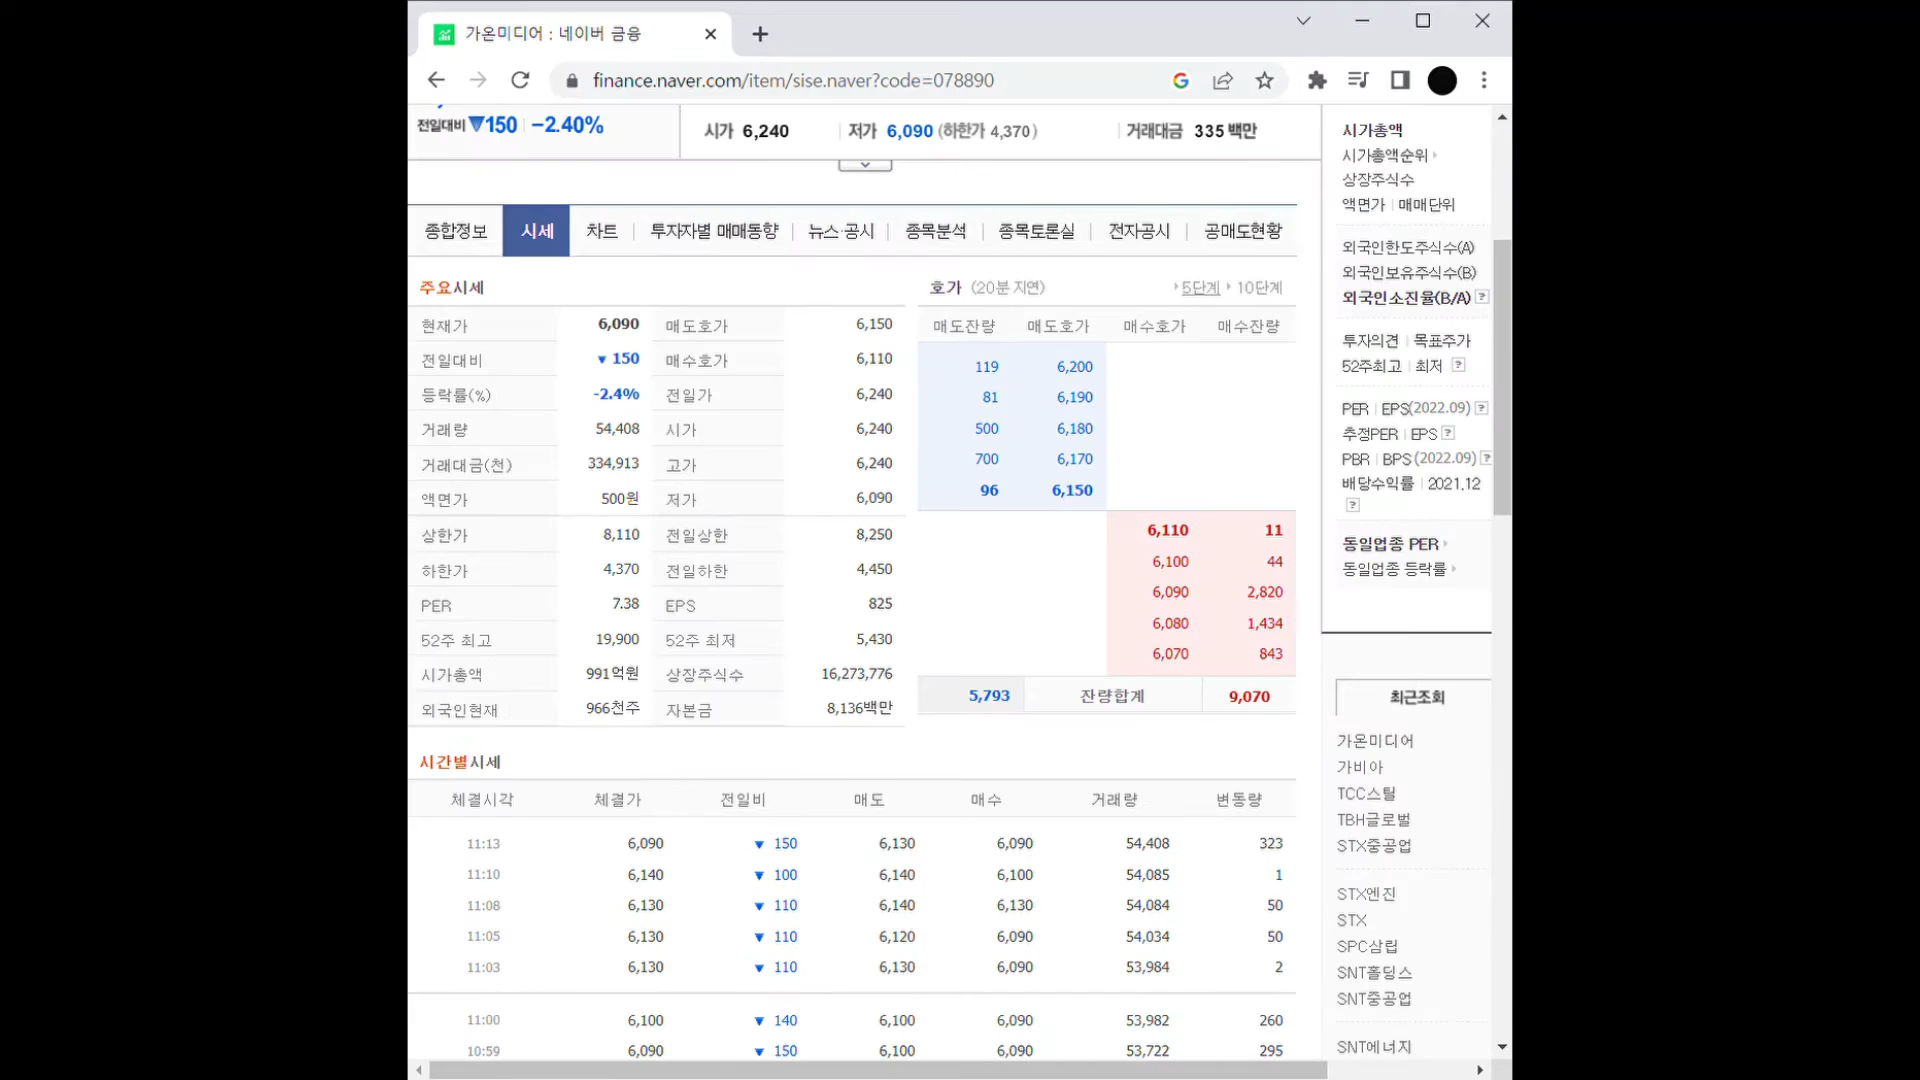 가온미디어 : 네이버 금융
finance.naver.com/item/sise.naver?code=078890
전일대비 ▼150 -2.40%
시가 6,240 저가 6,090 (하한가 4,370) 거래대금 335 백만
종합정보 시세 차트 투자자별 매매동향 뉴스·공시 종목분석 종목토론실 전자공시 공매도현황
주요시세
현재가 6,090 매도호가 6,150
전일대비 ▼ 150 매수호가 6,110
등락률(%) -2.4% 전일가 6,240
거래량 54,408 시가 6,240
거래대금(천) 334,913 고가 6,240
액면가 500원 저가 6,090
상한가 8,110 전일상한 8,250
하한가 4,370 전일하한 4,450
PER 7.38 EPS 825
52주 최고 19,900 52주 최저 5,430
시가총액 991억원 상장주식수 16,273,776
외국인현재 966천주 자본금 8,136백만
호가 (20분 지연) 5단계 10단계
매도잔량 매도호가 매수호가 매수잔량
119 6,200
81 6,190
500 6,180
700 6,170
96 6,150
6,110 11
6,100 44
6,090 2,820
6,080 1,434
6,070 843
5,793 잔량합계 9,070
시간별시세
체결시각 체결가 전일비 매도 매수 거래량 변동량
11:13 6,090 ▼ 150 6,130 6,090 54,408 323
11:10 6,140 ▼ 100 6,140 6,100 54,085 1
11:08 6,130 ▼ 110 6,140 6,130 54,084 50
11:05 6,130 ▼ 110 6,120 6,090 54,034 50
11:03 6,130 ▼ 110 6,130 6,090 53,984 2
11:00 6,100 ▼ 140 6,100 6,090 53,982 260
10:59 6,090 ▼ 150 6,100 6,090 53,722 295
시가총액
시가총액순위
상장주식수
액면가 매매단위
외국인한도주식수(A)
외국인보유주식수(B)
외국인소진율(B/A) ?
투자의견 목표주가
52주최고 최저 ?
PER EPS(2022.09) ?
추정PER EPS ?
PBR BPS (2022.09) ?
배당수익률 2021.12
?
동일업종 PER
동일업종 등락률
최근조회
가온미디어
가비아
TCC스틸
TBH글로벌
STX중공업
STX엔진
STX
SPC삼립
SNT홀딩스
SNT중공업
SNT에너지